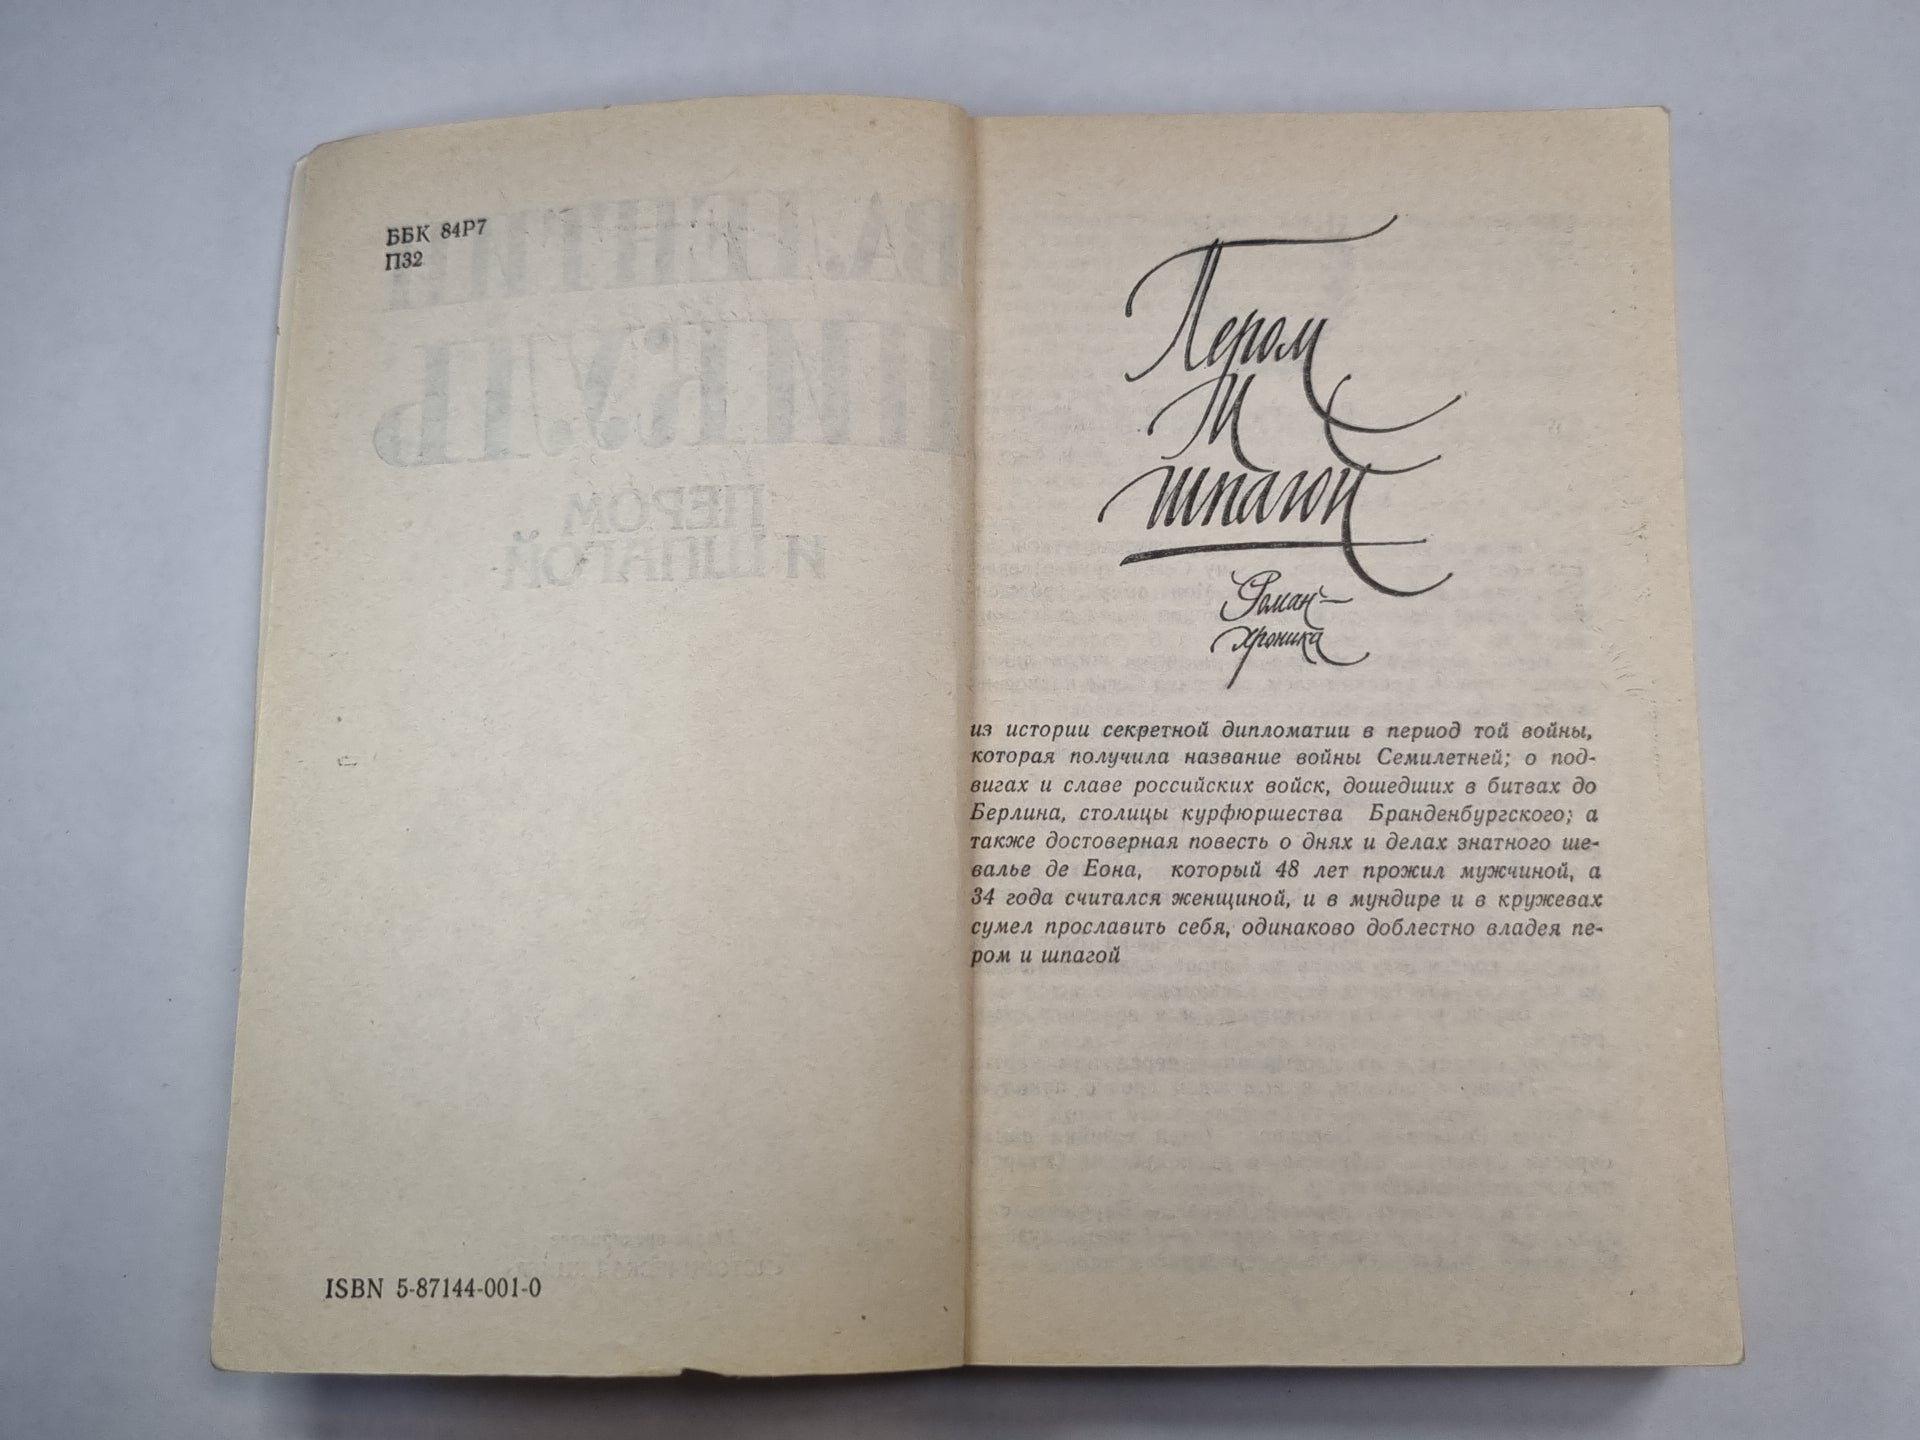 ББК 84Р7
П32
ISBN 5-87144-001-0
Пером
и
шпагой
Роман-
хроника
из истории секретной дипломатии в период той войны,
которая получила название войны Семилетней; о под-
вигах и славе российских войск, дошедших в битвах до
Берлина, столицы курфюршества Бранденбургского; а
также достоверная повесть о днях и делах знатного ше-
валье де Еона, который 48 лет прожил мужчиной, а
34 года считался женщиной, и в мундире и в кружевах
сумел прославить себя, одинаково доблестно владея пе-
ром и шпагой